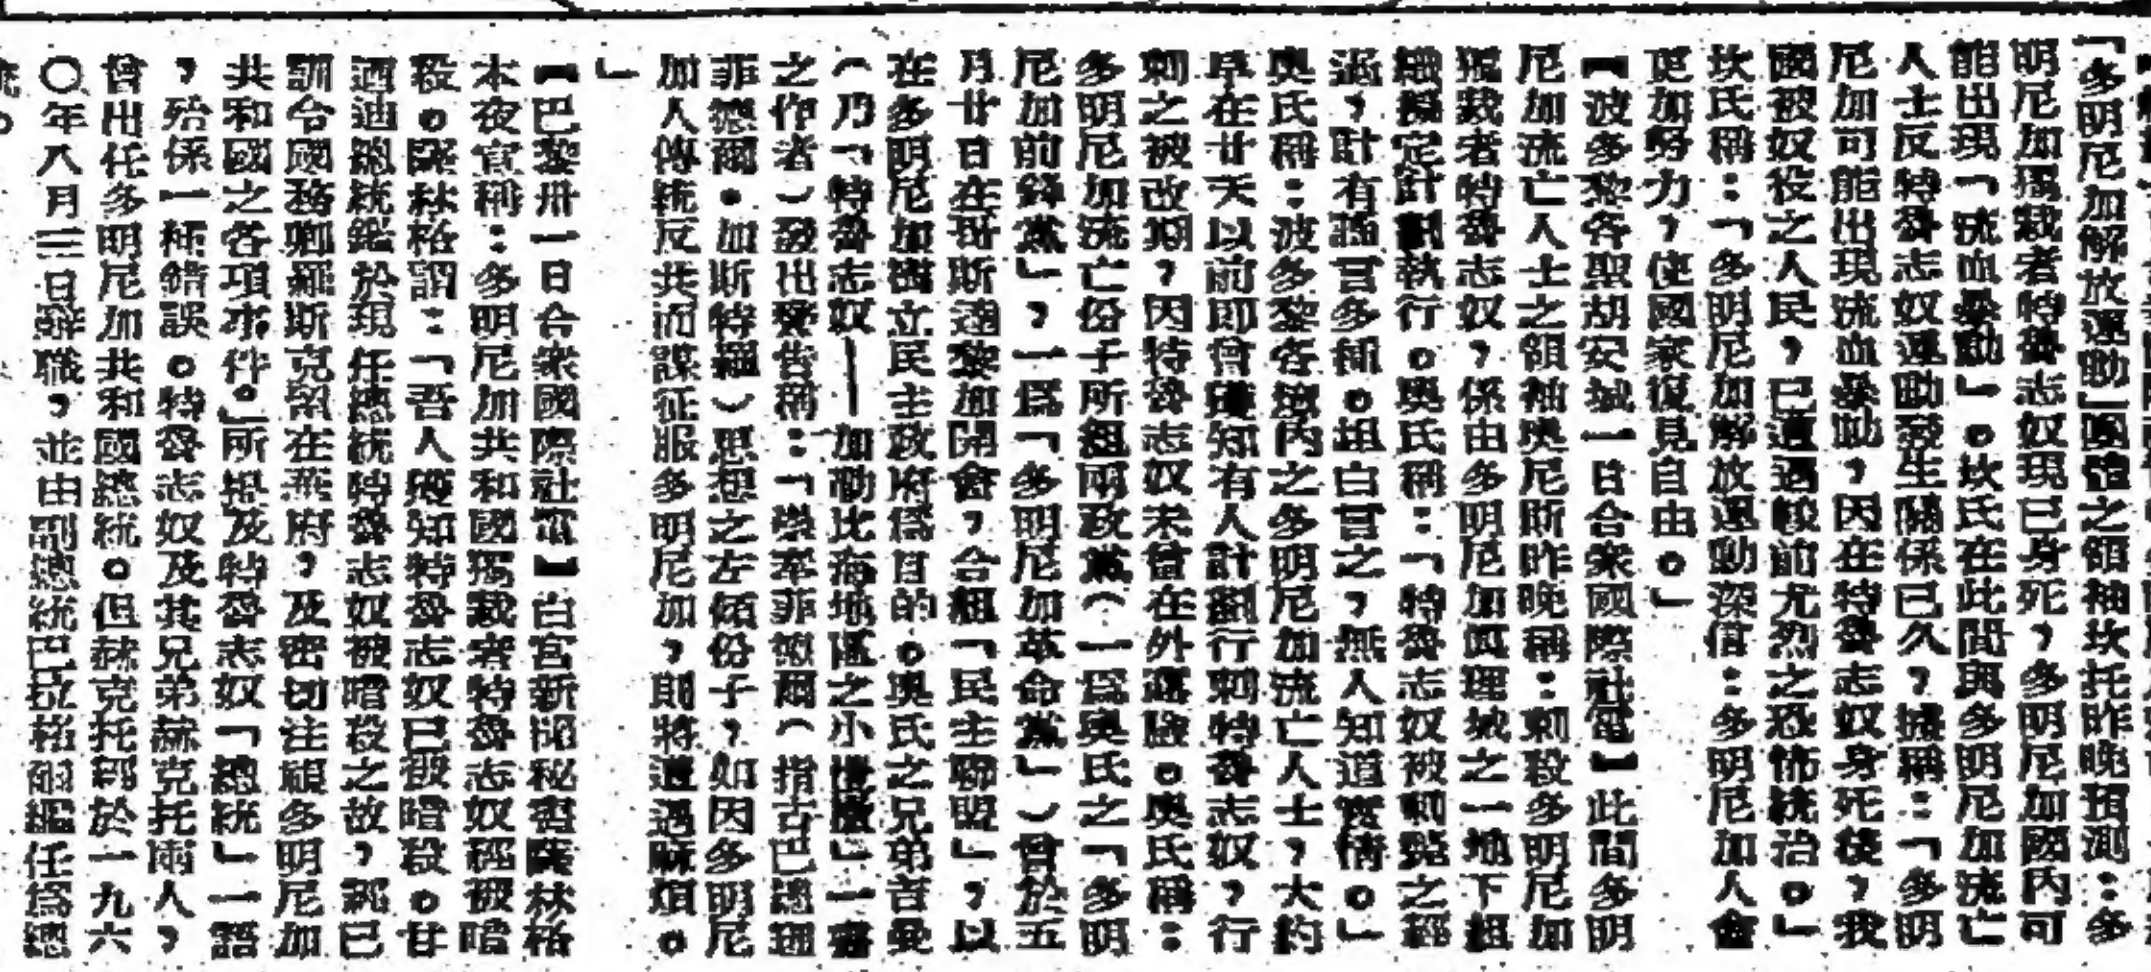 「多明尼加解放運動」團體之領袖坎托昨晚預測：多
明尼加獨裁者特魯志奴現已身死，多明尼加國內可
能出現「流血暴動」。坎氏在此間與多明尼加流亡
人士反特魯志奴運動發生關係已久，據稱：「多明
尼加可能出現流血暴動，因在特魯志奴身死後，我
國被奴役之人民，已遭遇較前尤烈之恐怖統治。」
坎氏稱：「多明尼加解放運動深信：多明尼加人會
更加努力，使國家復見自由。」
【波多黎各聖胡安城一日合衆國際社電】此間多明
尼加流亡人士之領袖奧尼斯昨晚稱：刺殺多明尼加
獨裁者特魯志奴，係由多明尼加真理城之一地下組
織擬定計劃執行。奧氏稱：「特魯志奴被刺斃之經
過，計有謠言多種。坦白言之，無人知道實情。」
奧氏稱：波多黎各境內之多明尼加流亡人士，大約
早在廿天以前即曾獲知有人計劃行刺特魯志奴，行
刺之被改期，因特魯志奴未曾在外露臉。奧氏稱：
多明尼加流亡份子所組兩政黨（一爲奧氏之「多明
尼加前鋒黨」，一爲「多明尼加革命黨」）曾於五
月廿日在哥斯達黎加開會，合組「民主聯盟」，以
在多明尼加樹立民主政府爲目的。奧氏之兄弟吉曼
（乃「特魯志奴——加勒比海地區之小愷撒」一書
之作者）發出警告稱：「樂奉菲德爾（指古巴總理
菲德爾•加斯特羅）思想之左傾份子，如因多明尼
加人傳統反共而謀征服多明尼加，則將遭遇麻煩。
」
【巴黎卅一日合衆國際社電】白宮新聞秘書薩林格
本夜宣稱：多明尼加共和國獨裁者特魯志奴經被暗
殺。薩林格謂：「吾人獲知特魯志奴已被暗殺。甘
迺迪總統鑑於現任總統特魯志奴被暗殺之故，經已
訓令國務卿羅斯克留在華府，及密切注視多明尼加
共和國之各項事件。」所提及特魯志奴「總統」一語
，殆係一種錯誤。特魯志奴及其兄弟赫克托兩人，
曾出任多明尼加共和國總統。但赫克托經於一九六
〇年八月三日辭職，並由副總統巴拉格爾繼任爲總
統。